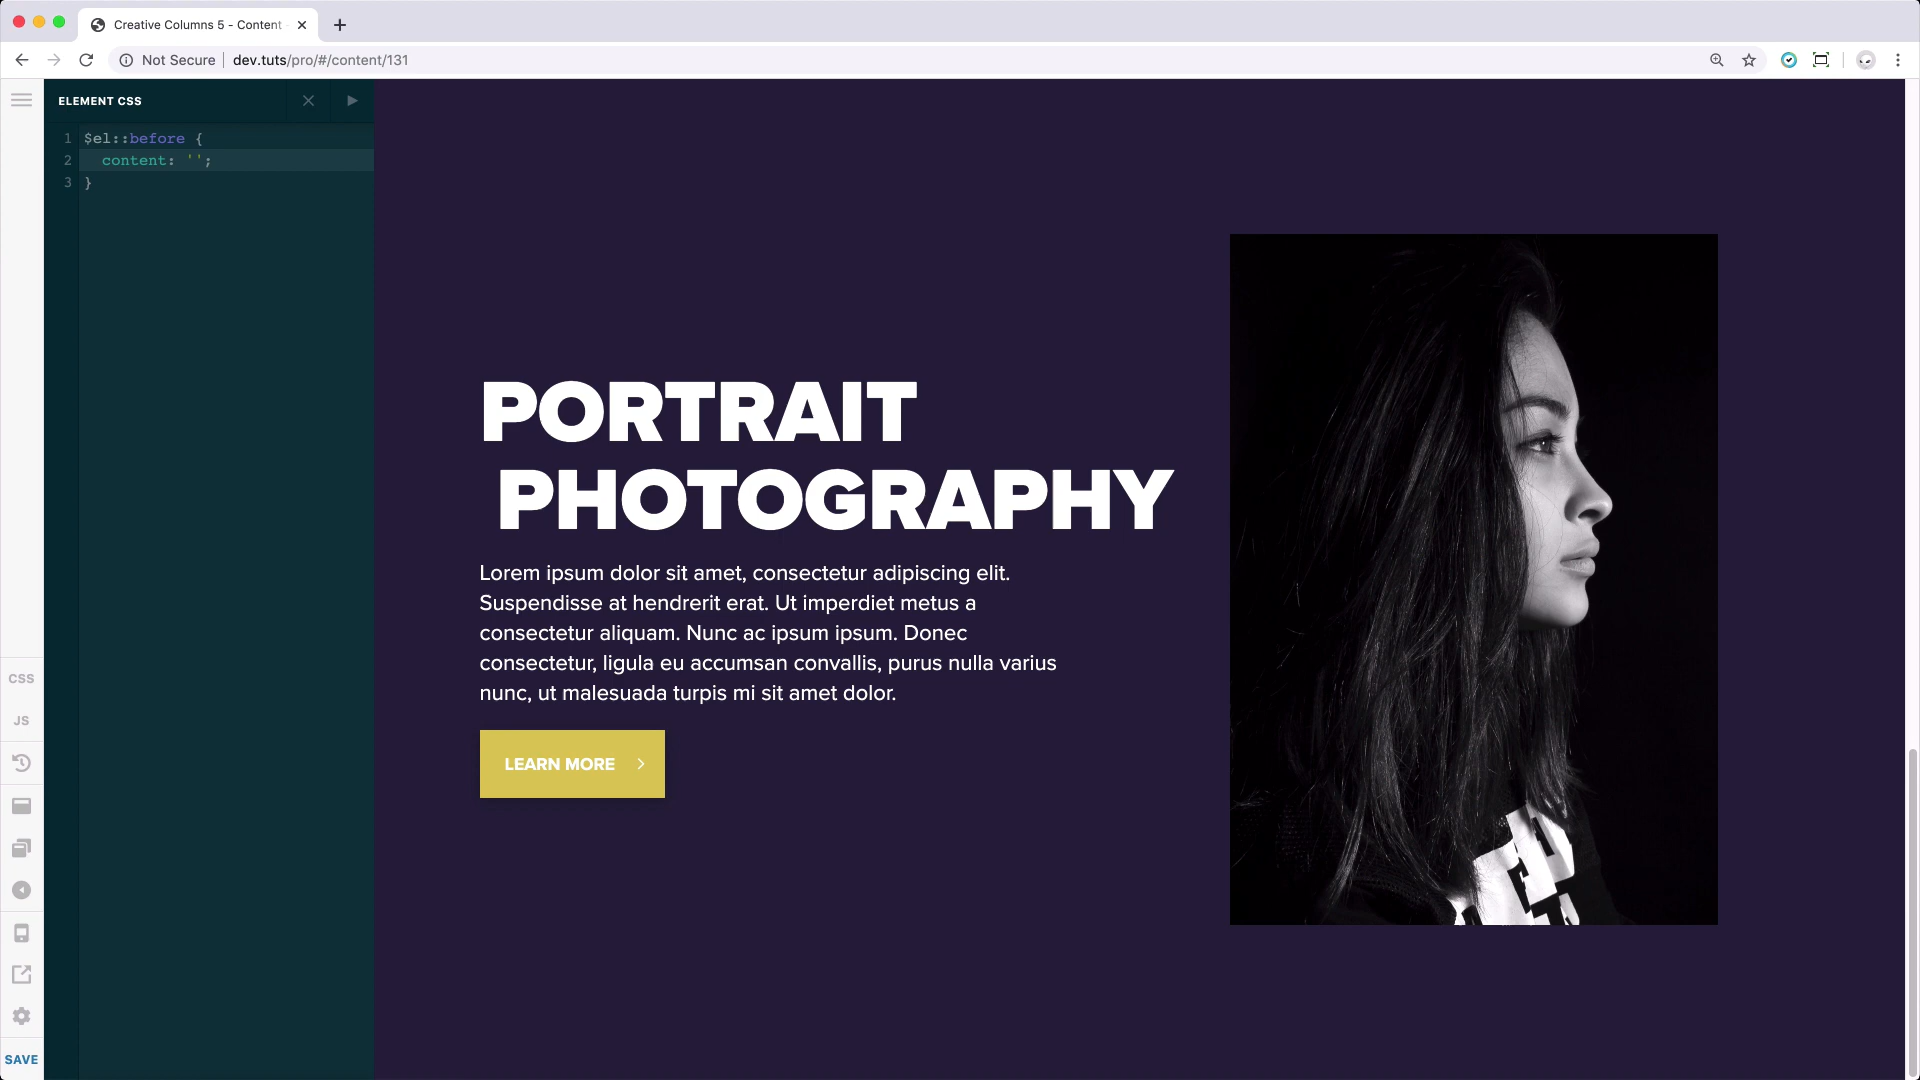 Creative Columns 5 - Content
Not Secure
dev.tuts/pro/#/content/131
ELEMENT CSS
1 $el::before {
2 content: '';
3 }
PORTRAIT
PHOTOGRAPHY
Lorem ipsum dolor sit amet, consectetur adipiscing elit.
Suspendisse at hendrerit erat. Ut imperdiet metus a
consectetur aliquam. Nunc ac ipsum ipsum. Donec
consectetur, ligula eu accumsan convallis, purus nulla varius
nunc, ut malesuada turpis mi sit amet dolor.
LEARN MORE
CSS
JS
SAVE